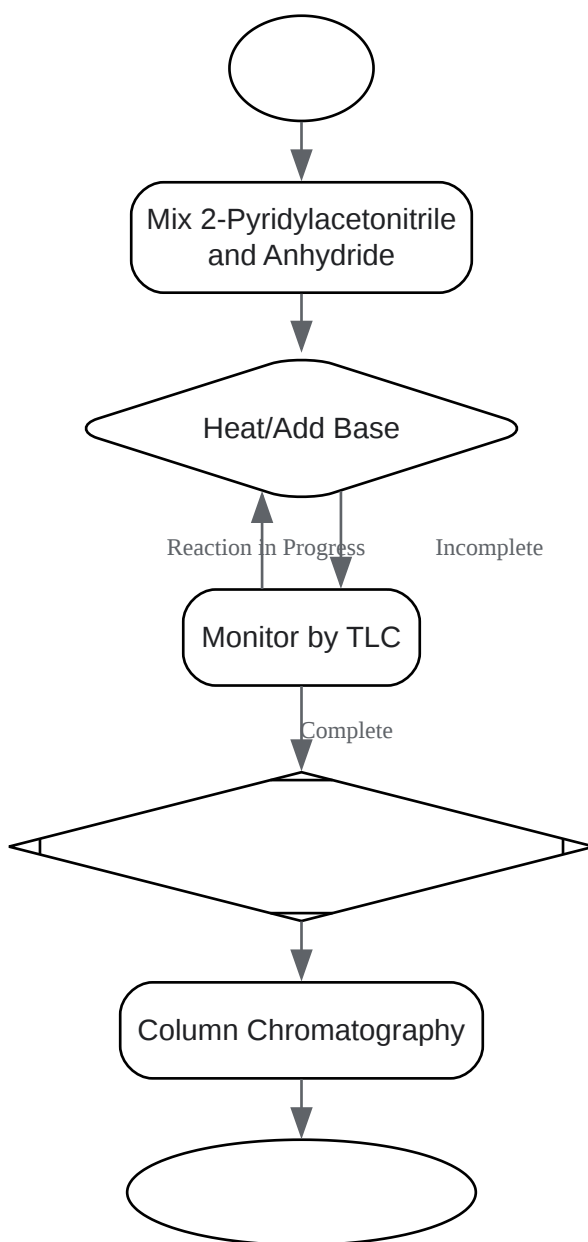 Mix 2-Pyridylacetonitrile
and Anhydride
Heat/Add Base
Reaction in Progress
Incomplete
Monitor by TLC
Complete
Column Chromatography